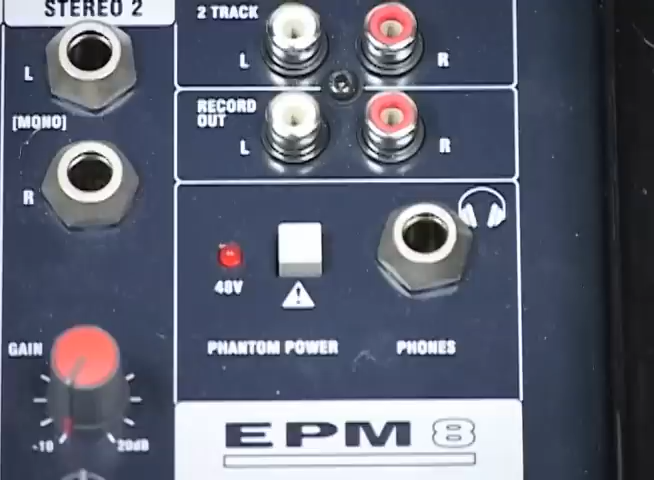 STEREO 2
L
[MONO]
R
GAIN
-10 20dB
2 TRACK
L R
RECORD
OUT
L R
48V
PHANTOM POWER
PHONES
EPM 8